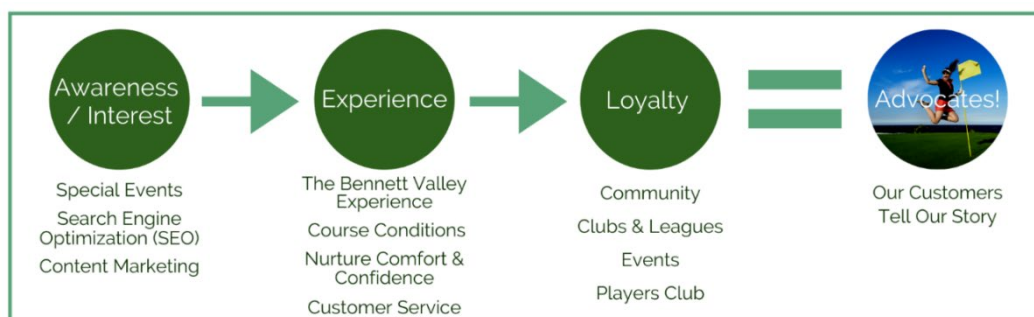 Awareness
/ Interest
Special Events
Search Engine
Optimization (SEO)
Content Marketing
Experience
The Bennett Valley
Experience
Course Conditions
Nurture Comfort &
Confidence
Customer Service
Loyalty
Community
Clubs & Leagues
Events
Players Club
Advocates!
Our Customers
Tell Our Story